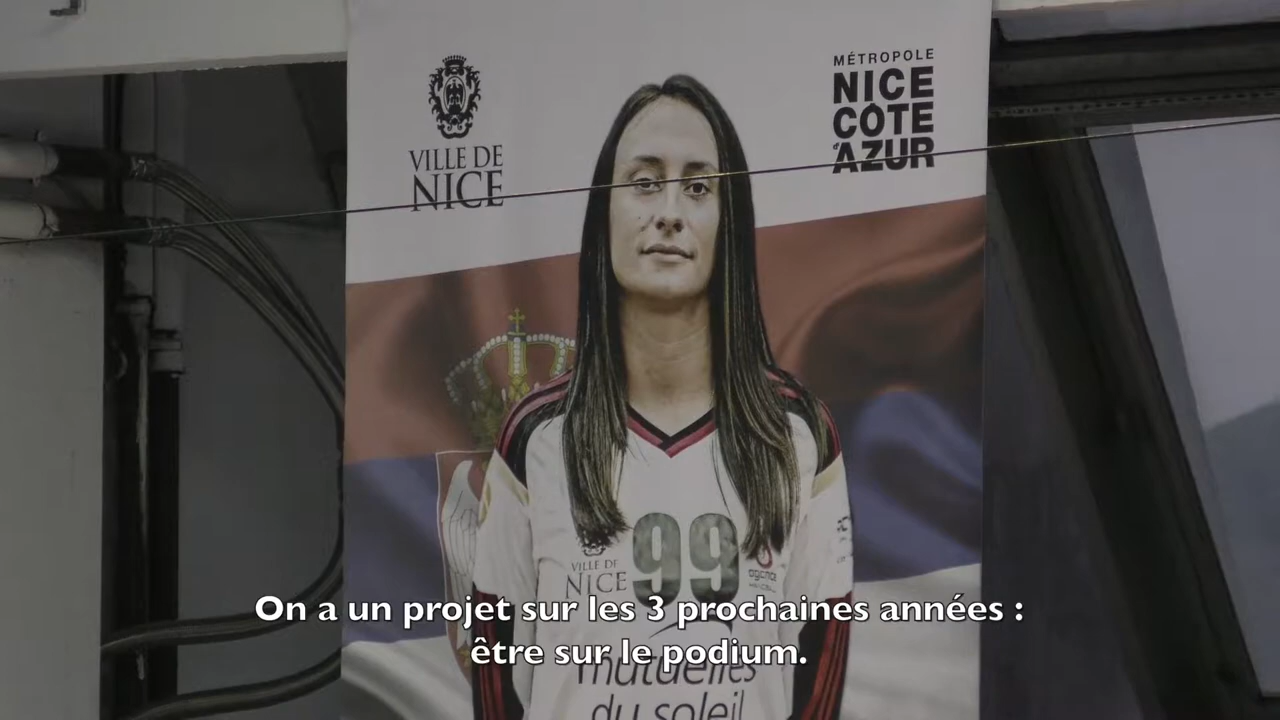 VILLE DE
NICE
MÉTROPOLE
NICE
CÔTE
d'AZUR
VILLE DE
NICE
99
On a un projet sur les 3 prochaines années :
être sur le podium.
mutuelles
du soleil